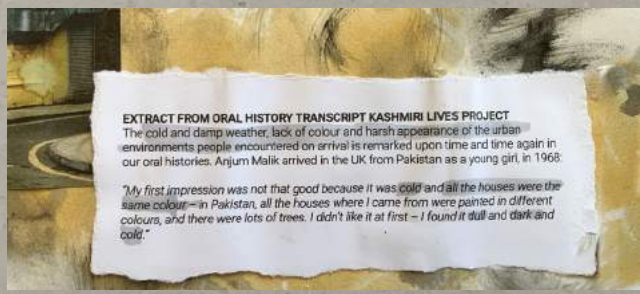 EXTRACT FROM ORAL HISTORY TRANSCRIPT KASHMIRI LIVES PROJECT
The cold and damp weather, lack of colour and harsh appearance of the urban
environments people encountered on arrival is remarked upon time and time again in
our oral histories. Anjum Malik arrived in the UK from Pakistan as a young girl, in 1968:
"My first impression was not that good because it was cold and all the houses were the
same colour – in Pakistan, all the houses where I came from were painted in different
colours, and there were lots of trees. I didn't like it at first – I found it dull and dark and
cold."